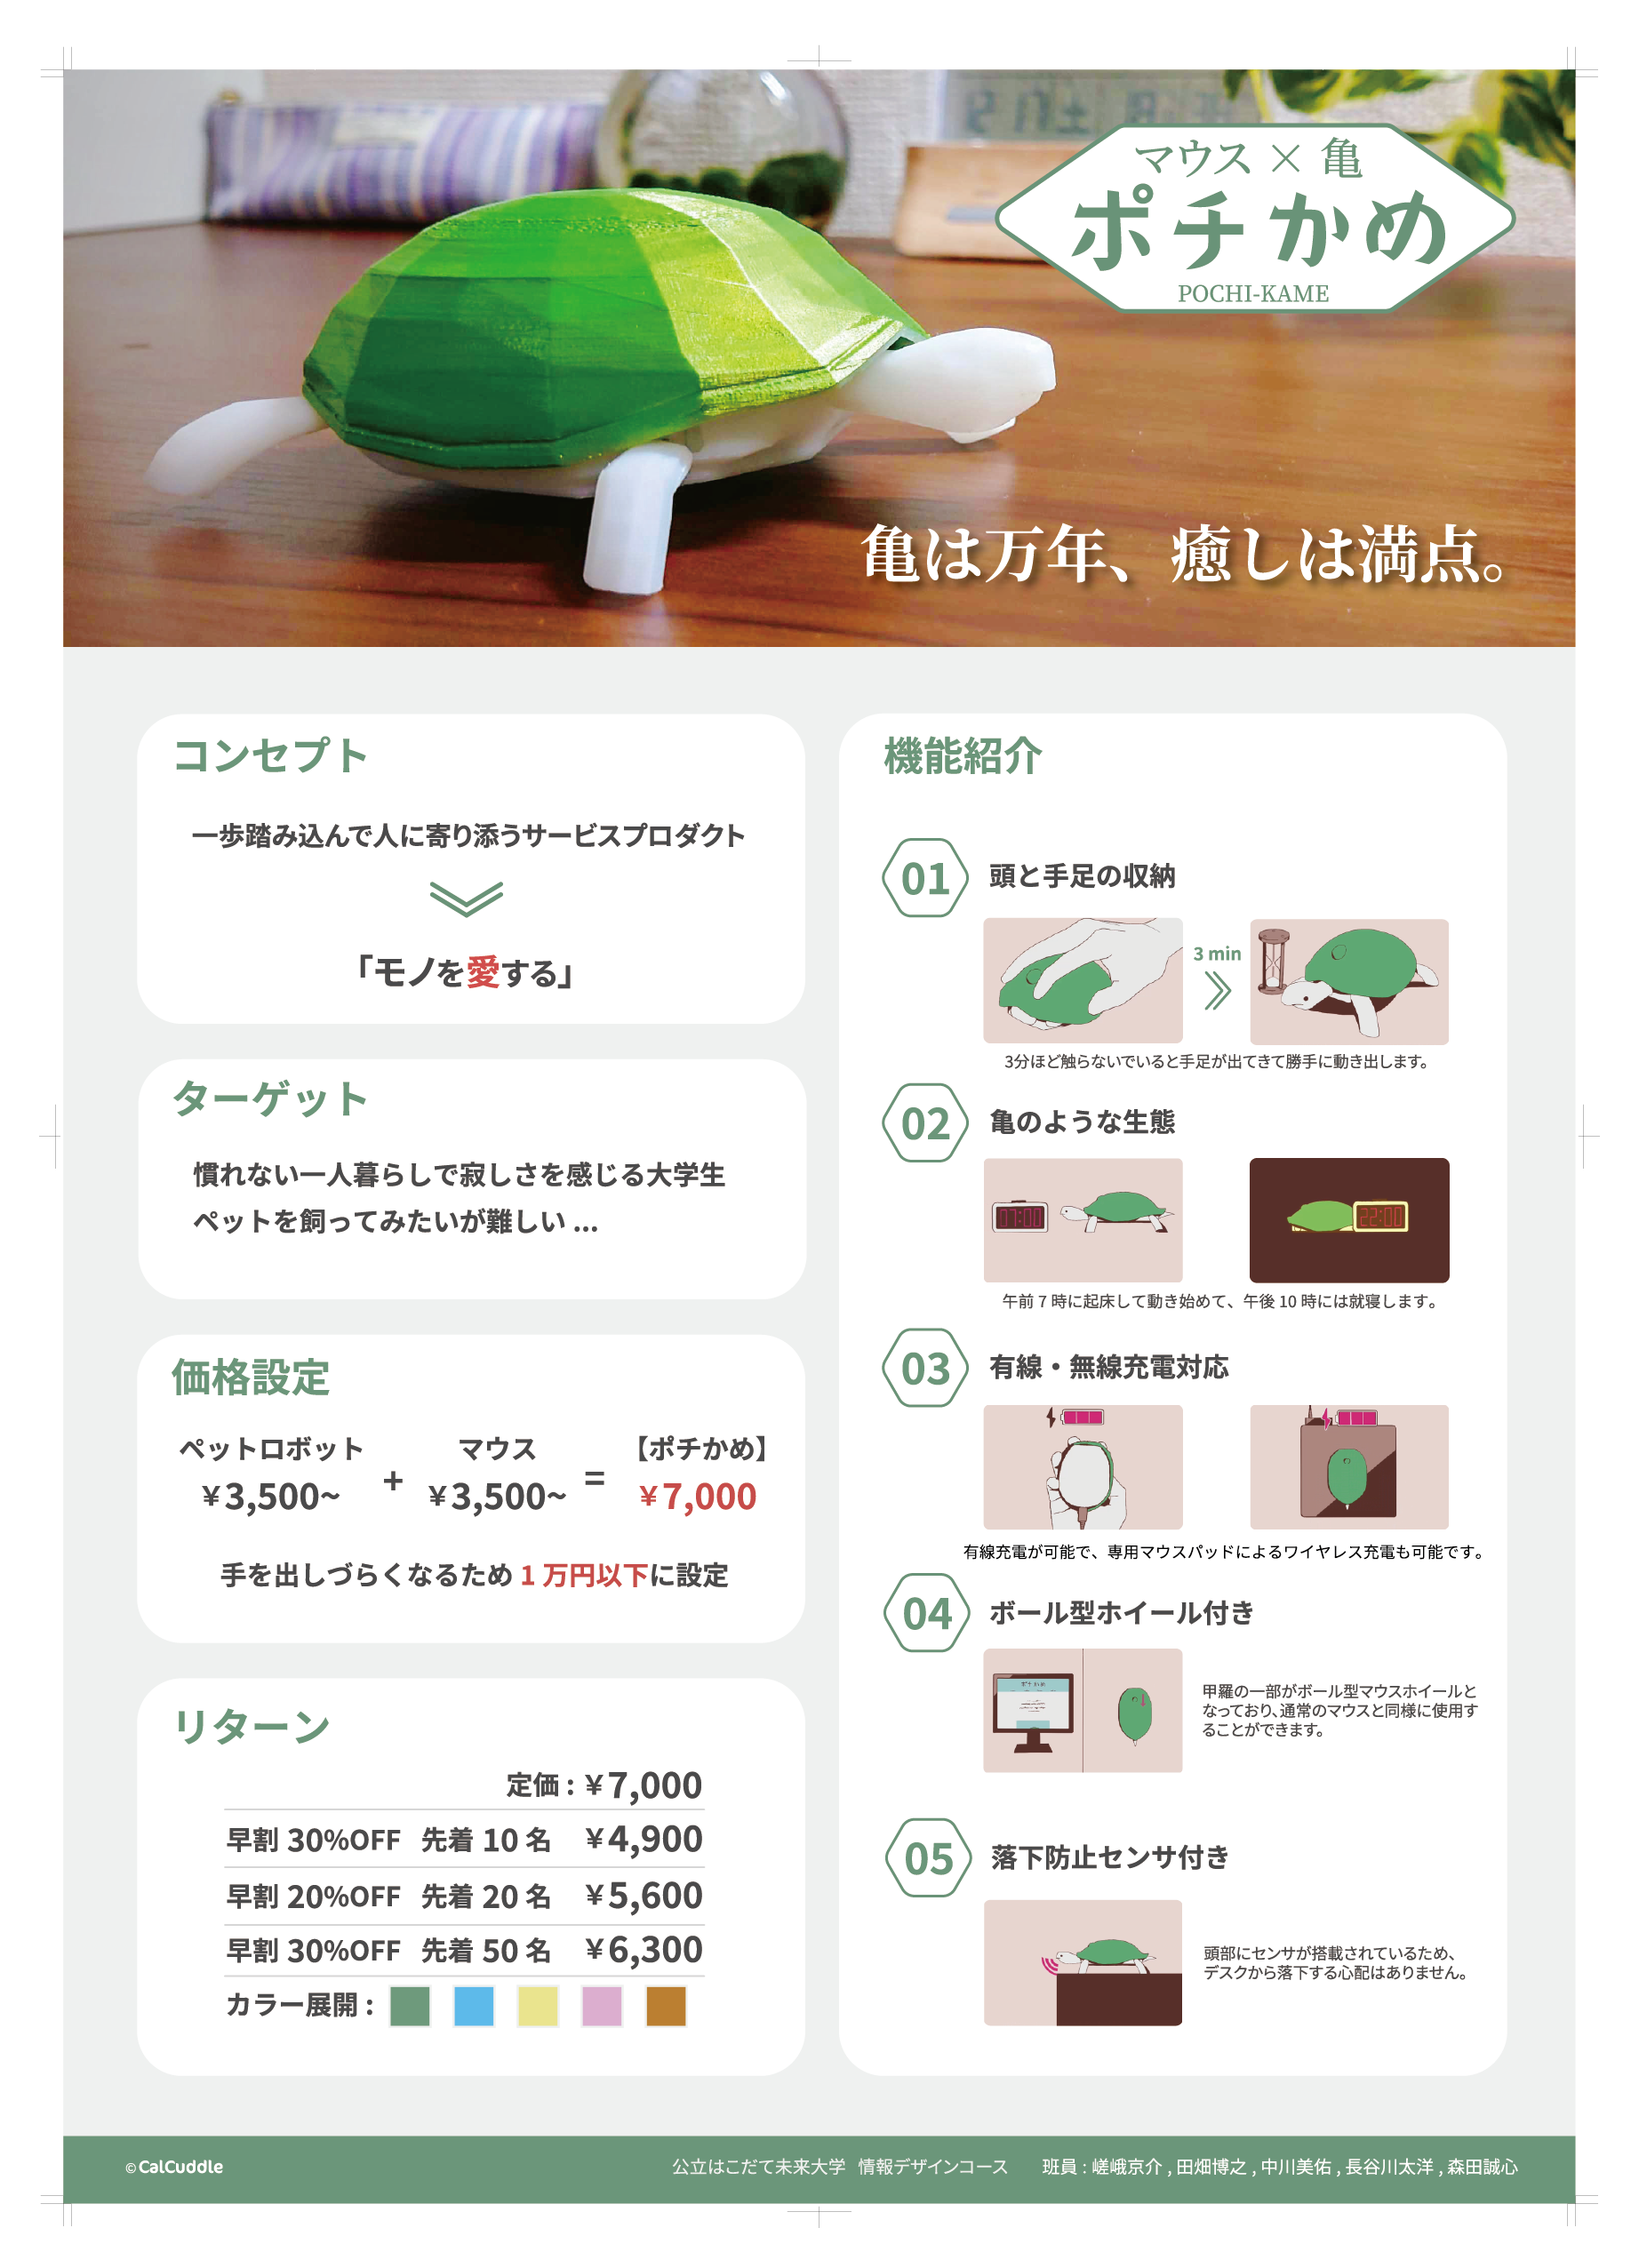 マウス × 亀
ポチかめ
POCHI-KAME
亀は万年、癒しは満点。
コンセプト
一歩踏み込んで人に寄り添うサービスプロダクト
「モノを愛する」
ターゲット
慣れない一人暮らしで寂しさを感じる大学生
ペットを飼ってみたいが難しい ...
価格設定
ペットロボット
¥3,500~
+
マウス
¥3,500~
=
【ポチかめ】
¥7,000
手を出しづらくなるため 1 万円以下に設定
リターン
定価 : ¥7,000
早割 30%OFF 先着 10 名 ¥4,900
早割 20%OFF 先着 20 名 ¥5,600
早割 30%OFF 先着 50 名 ¥6,300
カラー展開 :
機能紹介
01 頭と手足の収納
3 min
3分ほど触らないでいると手足が出てきて勝手に動き出します。
02 亀のような生態
07:00
22:00
午前 7 時に起床して動き始めて、午後 10 時には就寝します。
03 有線・無線充電対応
有線充電が可能で、専用マウスパッドによるワイヤレス充電も可能です。
04 ボール型ホイール付き
ポチかめ
甲羅の一部がボール型マウスホイールと
なっており、通常のマウスと同様に使用す
ることができます。
05 落下防止センサ付き
頭部にセンサが搭載されているため、
デスクから落下する心配はありません。
© CalCuddle
公立はこだて未来大学 情報デザインコース 班員 : 嵯峨京介 , 田畑博之 , 中川美佑 , 長谷川太洋 , 森田誠心